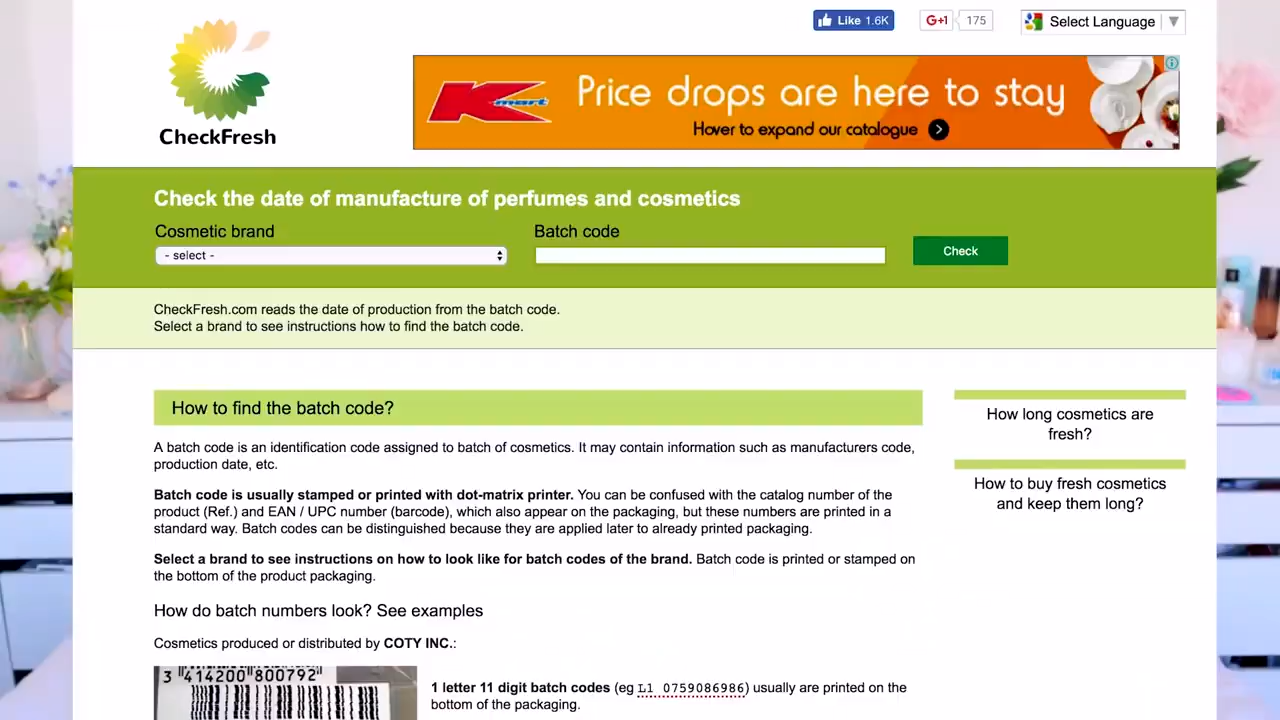 Like 1.6K
G+1
175
Select Language
CheckFresh
Kmart
Price drops are here to stay
Hover to expand our catalogue
Check the date of manufacture of perfumes and cosmetics
Cosmetic brand
Batch code
- select -
Check
CheckFresh.com reads the date of production from the batch code.
Select a brand to see instructions how to find the batch code.
How to find the batch code?
A batch code is an identification code assigned to batch of cosmetics. It may contain information such as manufacturers code,
production date, etc.
Batch code is usually stamped or printed with dot-matrix printer. You can be confused with the catalog number of the
product (Ref.) and EAN / UPC number (barcode), which also appear on the packaging, but these numbers are printed in a
standard way. Batch codes can be distinguished because they are applied later to already printed packaging.
Select a brand to see instructions on how to look like for batch codes of the brand. Batch code is printed or stamped on
the bottom of the product packaging.
How do batch numbers look? See examples
Cosmetics produced or distributed by COTY INC.:
3 414200 800792
1 letter 11 digit batch codes (eg L1 0759086986) usually are printed on the
bottom of the packaging.
How long cosmetics are
fresh?
How to buy fresh cosmetics
and keep them long?